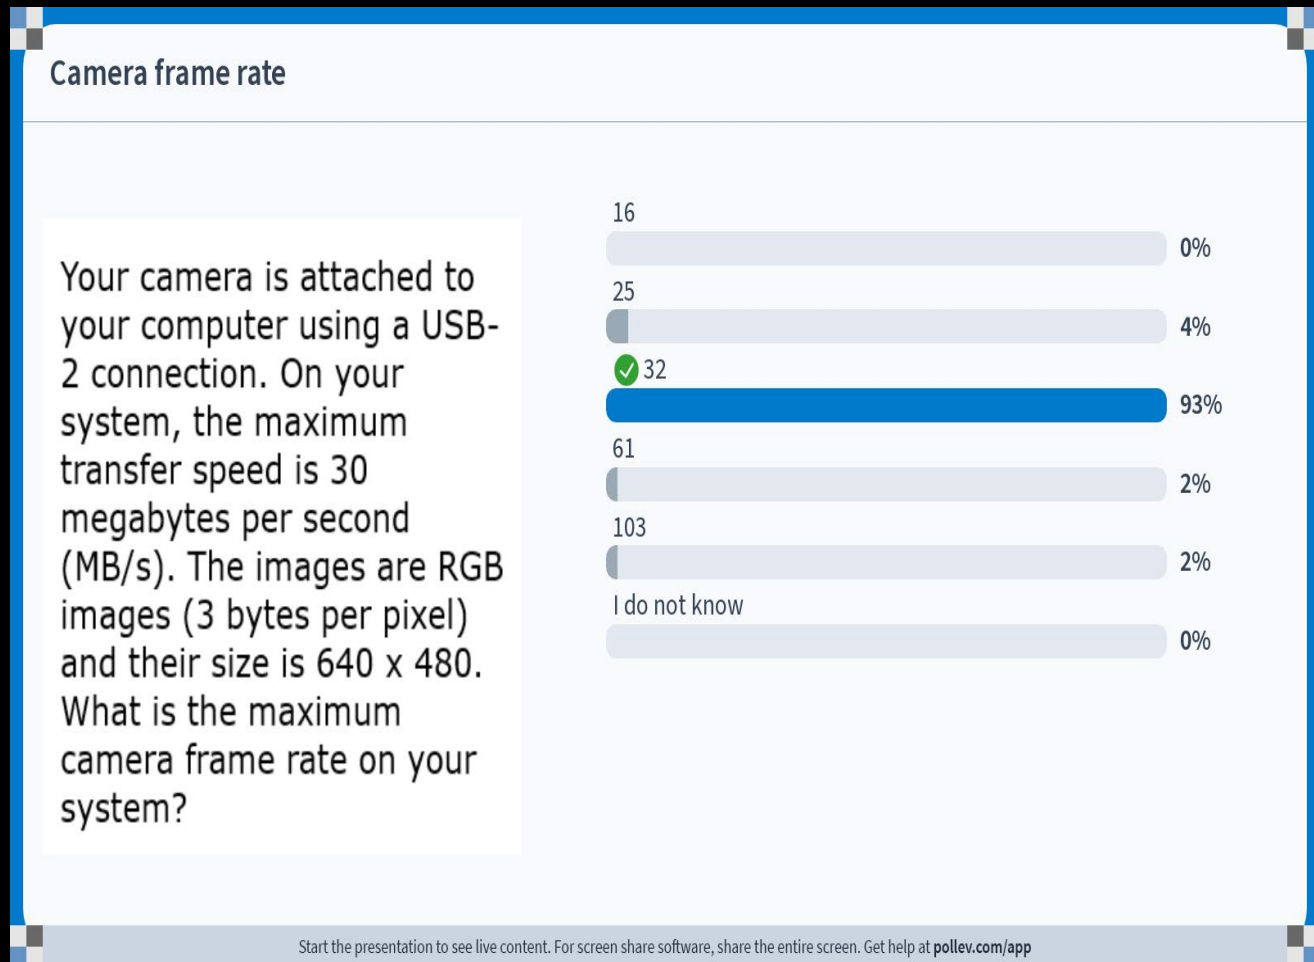 Camera frame rate
Your camera is attached to
your computer using a USB-
2 connection. On your
system, the maximum
transfer speed is 30
megabytes per second
(MB/s). The images are RGB
images (3 bytes per pixel)
and their size is 640 x 480.
What is the maximum
camera frame rate on your
system?
16
0%
25
4%
32
93%
61
2%
103
2%
I do not know
0%
Start the presentation to see live content. For screen share software, share the entire screen. Get help at pollev.com/app